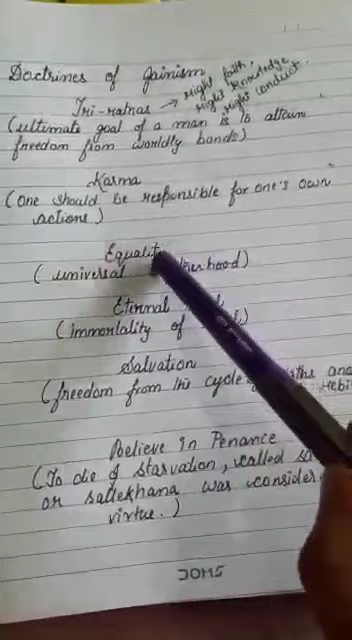 Doctrines of Jainism
Tri-ratnas → Right faith.
Right knowledge
Right conduct.
(ultimate goal of a man is to attain
freedom from worldly bonds)
Karma
(One should be responsible for one's own
actions)
Equality
(universal
Eternal
(immortality of
Salvation
(freedom from the cycle
Believe in Penance
(To die of starvation, called
or sallekhana was consider
virtue.)
DOMS